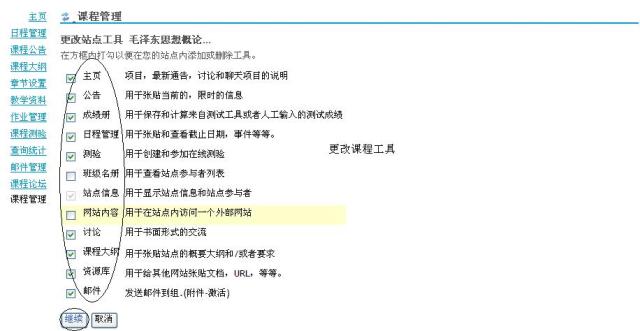 主页
日程管理
课程公告
课程大纲
章节设置
教学资料
作业管理
课程测验
查询统计
邮件管理
课程论坛
课程管理
课程管理
更改站点工具 毛泽东思想概论...
在方框内打勾以便在您的站点内添加或删除工具。
主页 项目，最新通告，讨论和聊天项目的说明
公告 用于张贴当前的，限时的信息
成绩册 用于保存和计算来自测试工具或者人工输入的测试成绩
日程管理 用于张贴和查看截止日期，事件等等。
测验 用于创建和参加在线测验
班级名册 用于查看站点参与者列表
站点信息 用于显示站点信息和站点参与者
网站内容 用于在站点内访问一个外部网站
讨论 用于书面形式的交流
课程大纲 用于张贴站点的概要大纲和/或者要求
资源库 用于给其他网站张贴文档，URL，等等。
邮件 发送邮件到组.(附件-激活)
更改课程工具
继续 取消